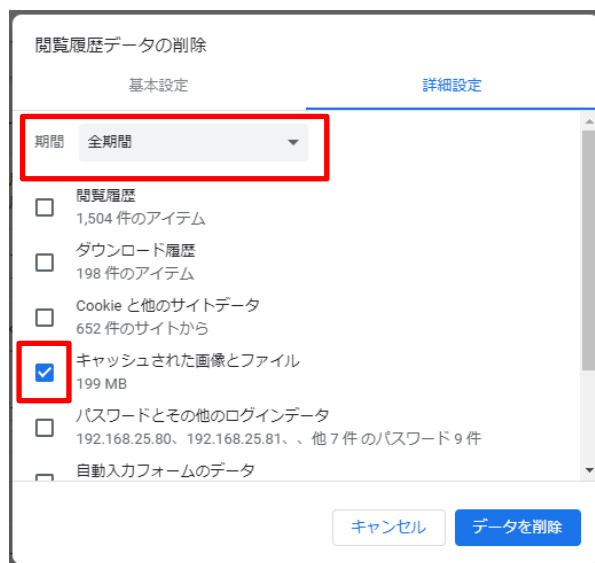 閲覧履歴データの削除
基本設定 詳細設定
期間 全期間
閲覧履歴
1,504 件のアイテム
ダウンロード履歴
198 件のアイテム
Cookie と他のサイトデータ
652 件のサイトから
キャッシュされた画像とファイル
199 MB
パスワードとその他のログインデータ
192.168.25.80、192.168.25.81、、他 7 件 のパスワード 9 件
自動入力フォームのデータ
キャンセル データを削除